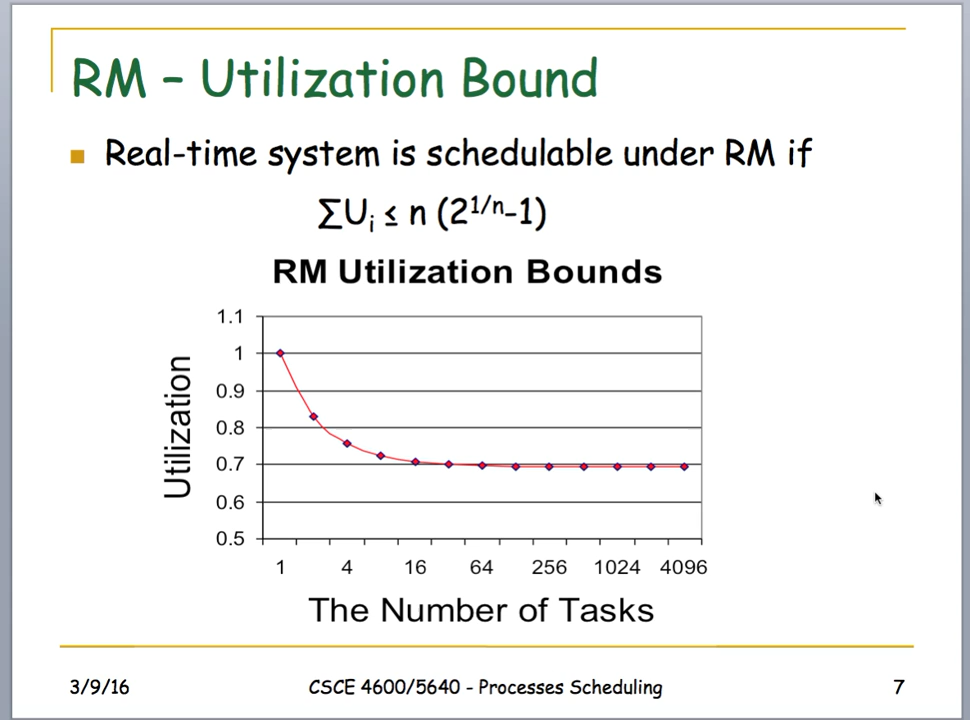 RM – Utilization Bound
Real-time system is schedulable under RM if
∑Uᵢ ≤ n (2^1/n-1)
RM Utilization Bounds
1.1
1
0.9
0.8
0.7
0.6
0.5
Utilization
1 4 16 64 256 1024 4096
The Number of Tasks
3/9/16 CSCE 4600/5640 - Processes Scheduling 7